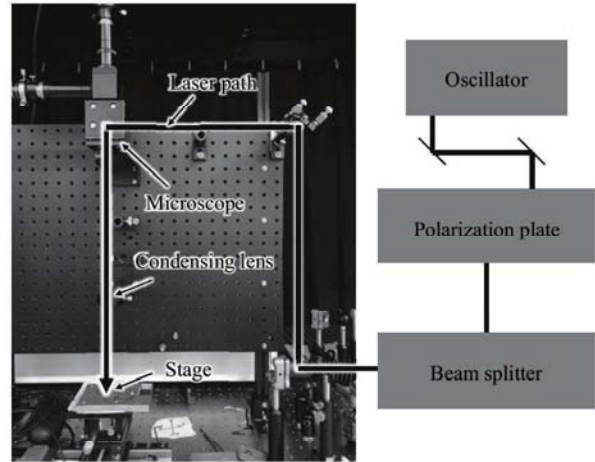 Laser path
Microscope
Condensing lens
Stage
Oscillator
Polarization plate
Beam splitter